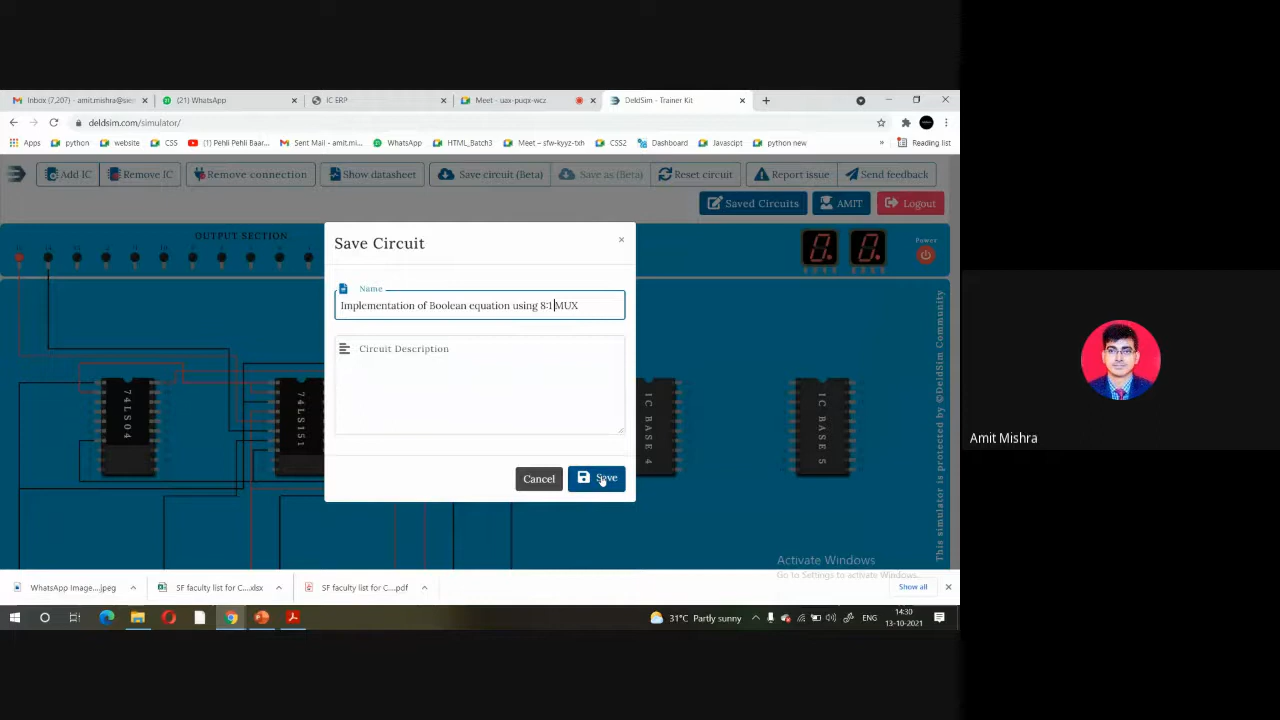 Inbox (7,207) - amit.mishra@sie
(21) WhatsApp
IC ERP
Meet - uax-puqx-wcz
DeldSim - Trainer Kit
deldsim.com/simulator/
Apps
python
website
CSS
(1) Pehli Pehli Baar...
Sent Mail - amit.mi...
WhatsApp
HTML_Batch3
Meet – sfw-kyyz-txh
CSS2
Dashboard
Javascipt
python new
»
Reading list
Add IC
Remove IC
Remove connection
Show datasheet
Save circuit (Beta)
Save as (Beta)
Reset circuit
Report issue
Send feedback
Saved Circuits
AMIT
Logout
OUTPUT SECTION
Power
Save Circuit
×
Name
Implementation of Boolean equation using 8:1 MUX
Circuit Description
Cancel
Save
74LS04
74LS151
IC BASE 4
IC BASE 5
This simulator is protected by ©DeldSim Community
Amit Mishra
Activate Windows
Go to Settings to activate Windows.
WhatsApp Image....jpeg
SF faculty list for C....xlsx
SF faculty list for C....pdf
Show all
31°C Partly sunny
ENG
14:30
13-10-2021